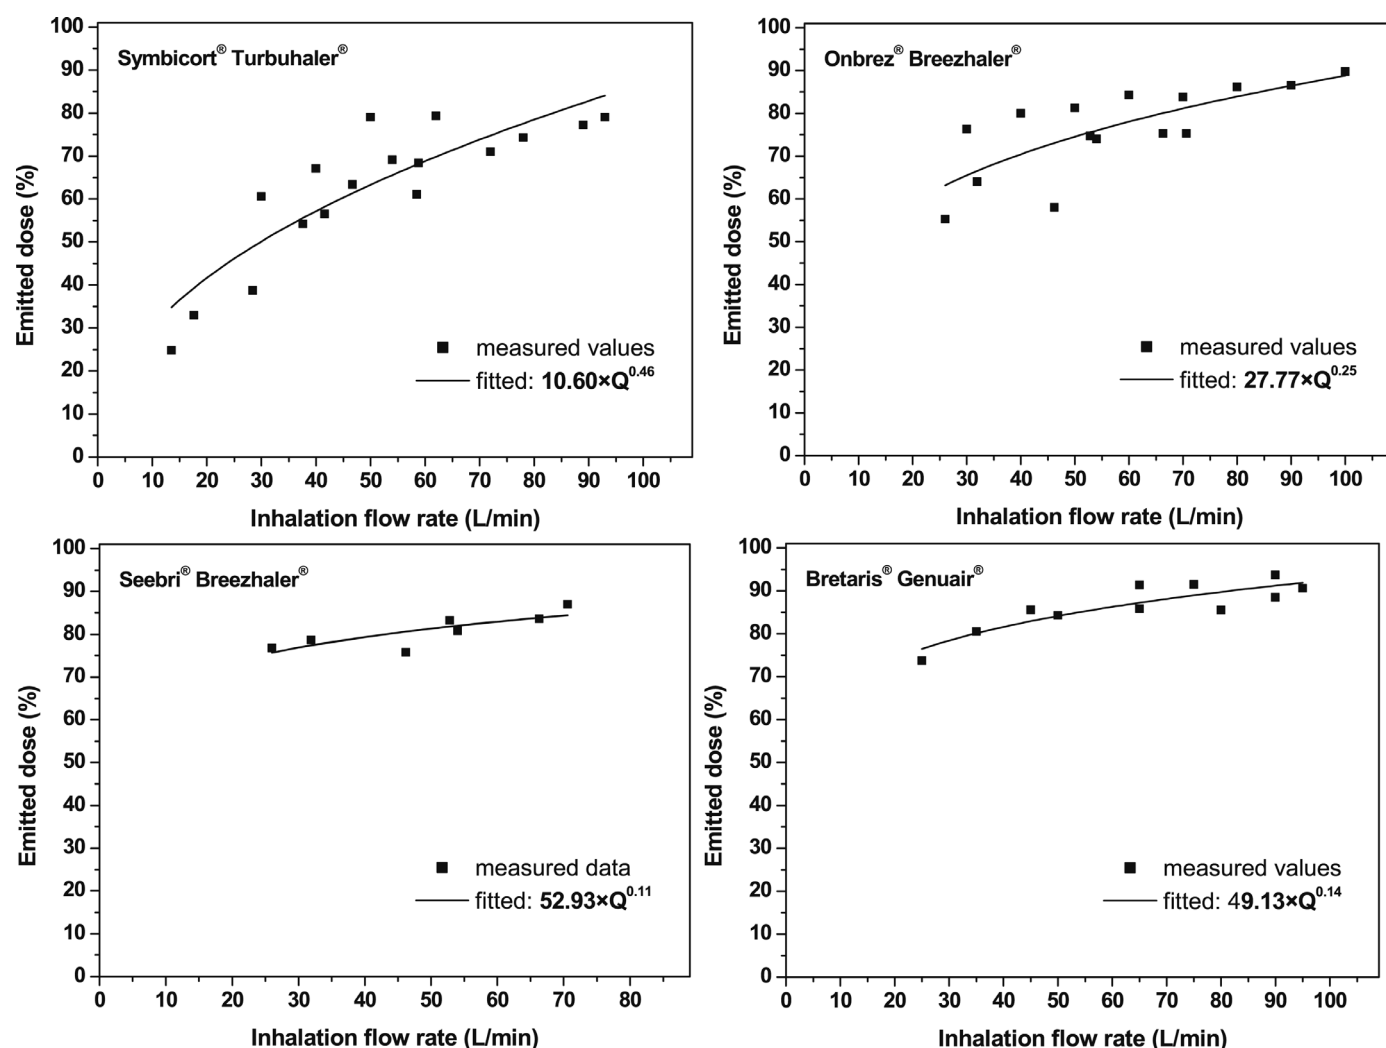 Symbicort® Turbuhaler®
Emitted dose (%)
100
90
80
70
60
50
40
30
20
10
0
measured values
fitted: 10.60×Q^0.46
0 10 20 30 40 50 60 70 80 90 100
Inhalation flow rate (L/min)
Onbrez® Breezhaler®
Emitted dose (%)
100
90
80
70
60
50
40
30
20
10
0
measured values
fitted: 27.77×Q^0.25
0 10 20 30 40 50 60 70 80 90 100
Inhalation flow rate (L/min)
Seebri® Breezhaler®
Emitted dose (%)
100
90
80
70
60
50
40
30
20
10
0
measured data
fitted: 52.93×Q^0.11
0 10 20 30 40 50 60 70 80
Inhalation flow rate (L/min)
Bretaris® Genuair®
Emitted dose (%)
100
90
80
70
60
50
40
30
20
10
0
measured values
fitted: 49.13×Q^0.14
0 10 20 30 40 50 60 70 80 90 100
Inhalation flow rate (L/min)